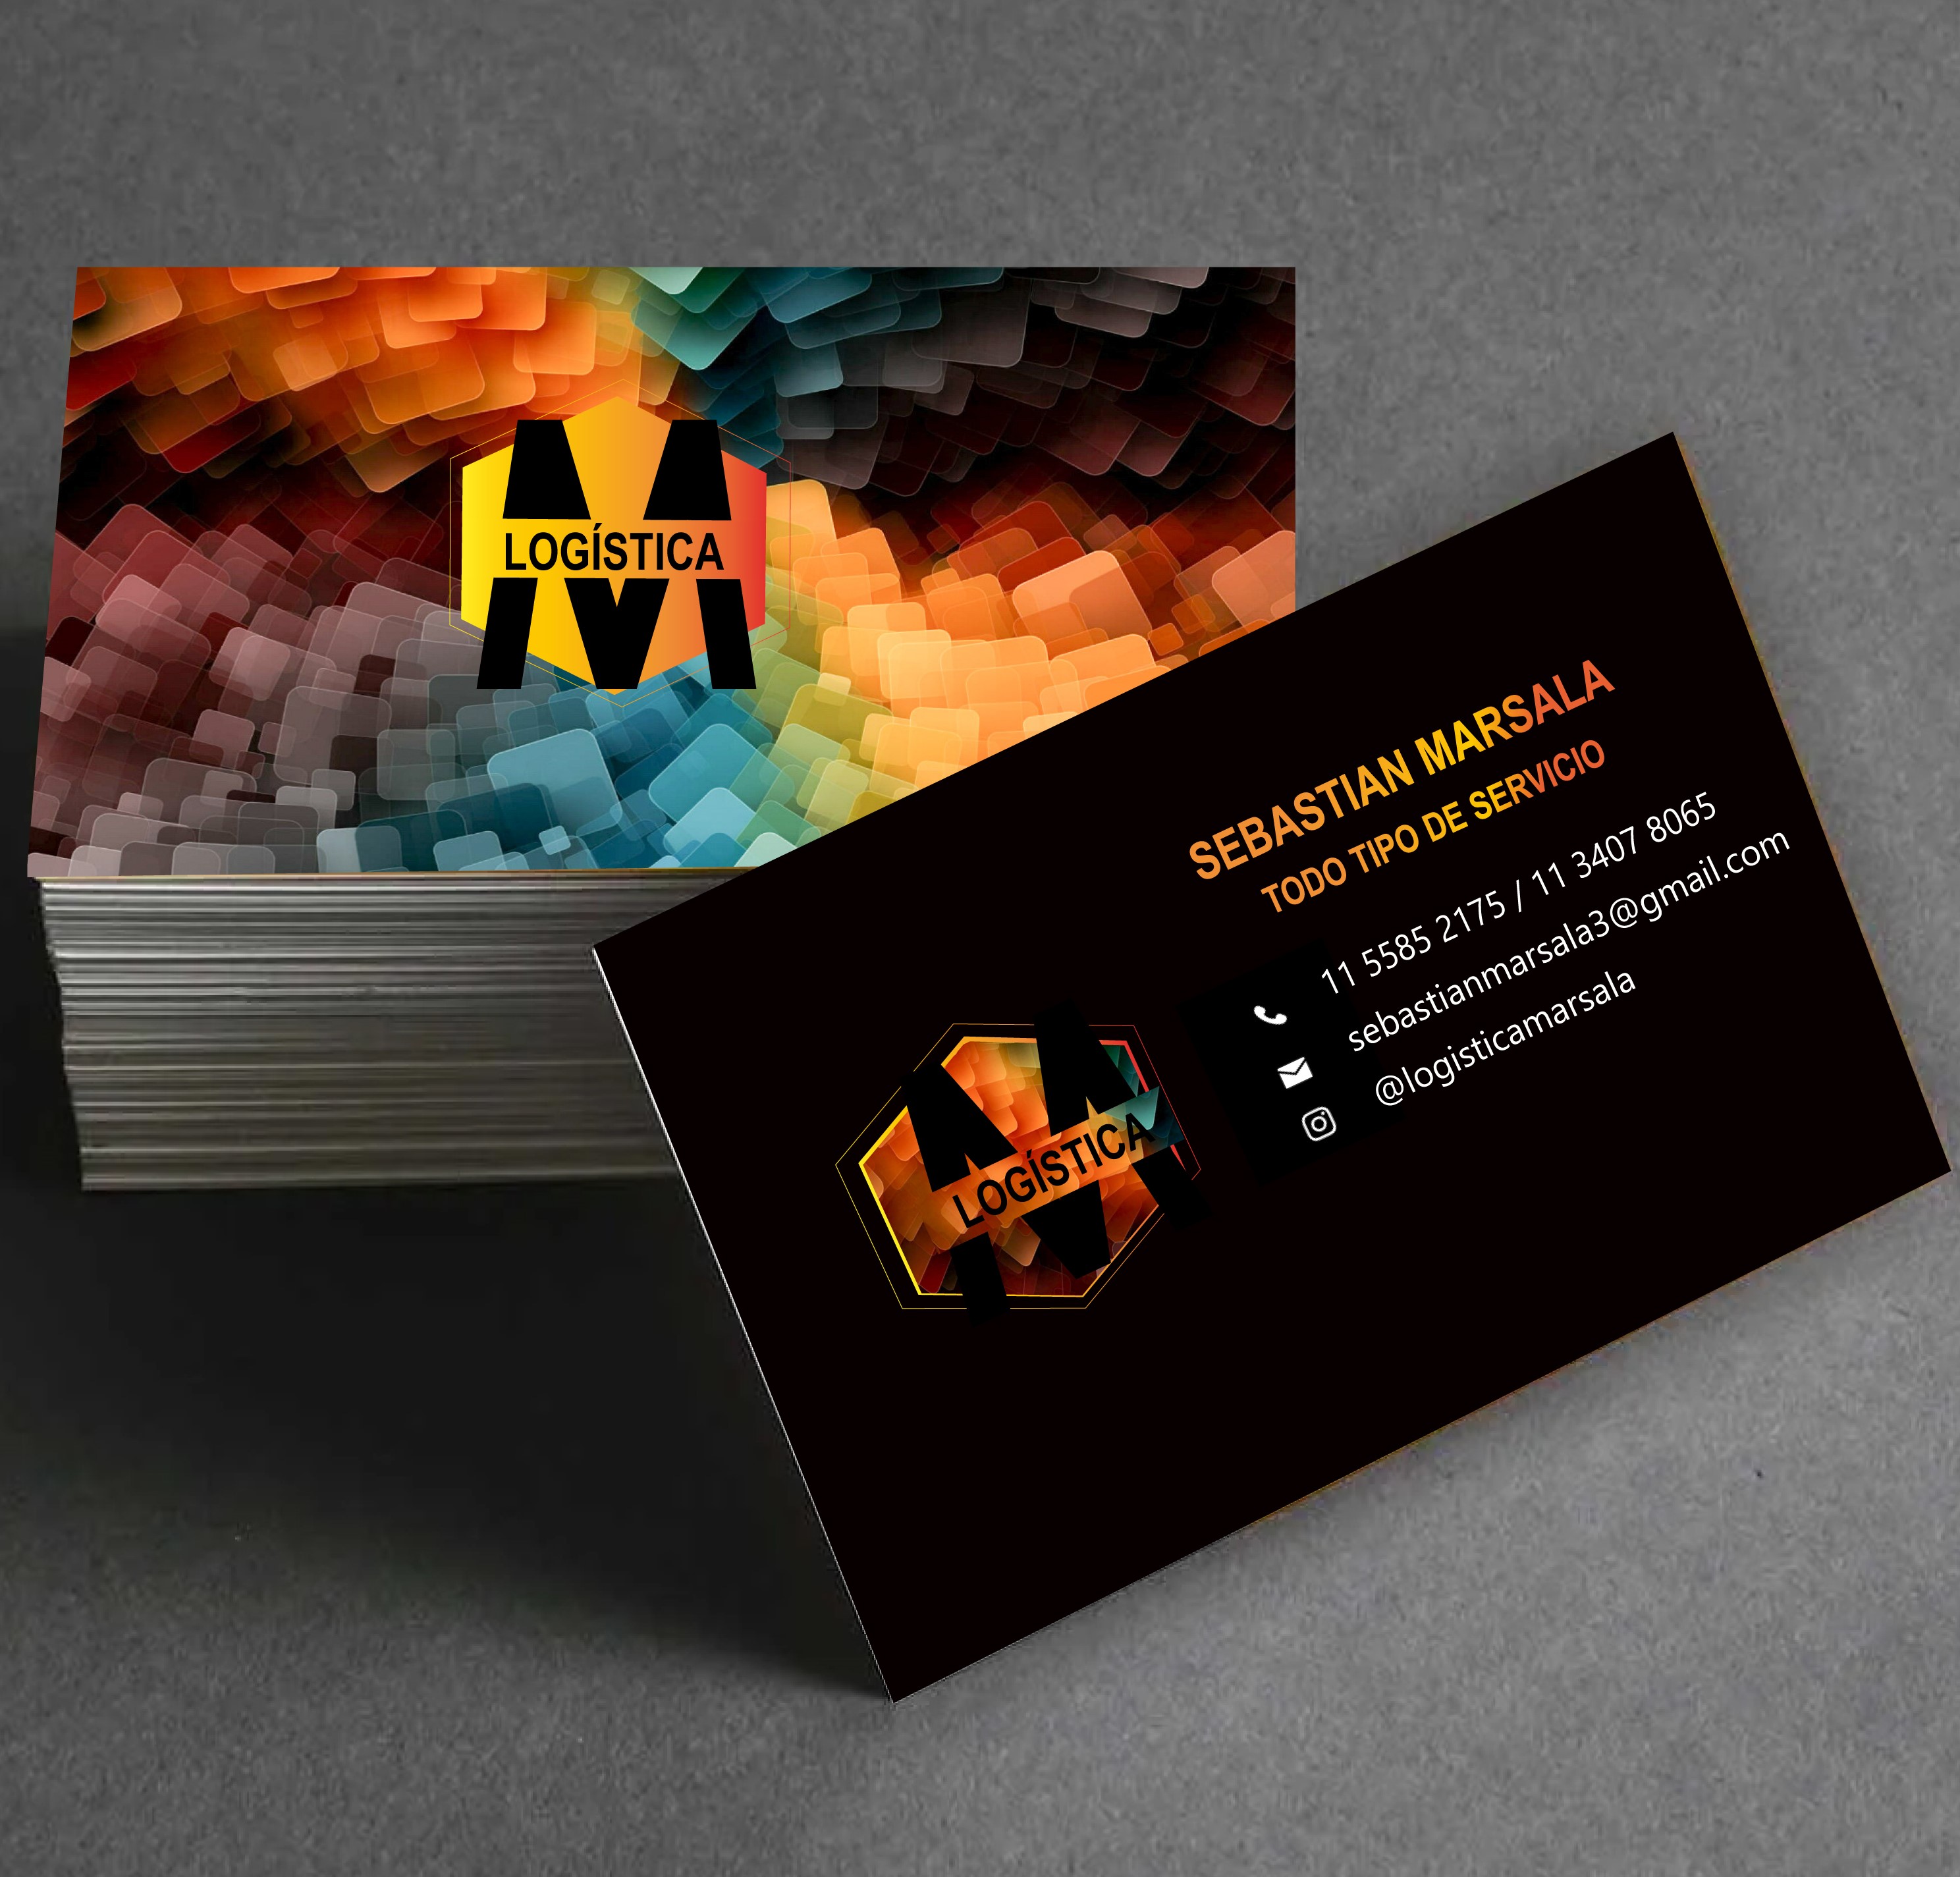 M
LOGÍSTICA
SEBASTIAN MARSALA
TODO TIPO DE SERVICIO
11 5585 2175 / 11 3407 8065
sebastianmarsala3@gmail.com
@logisticamarsala
M
LOGÍSTICA